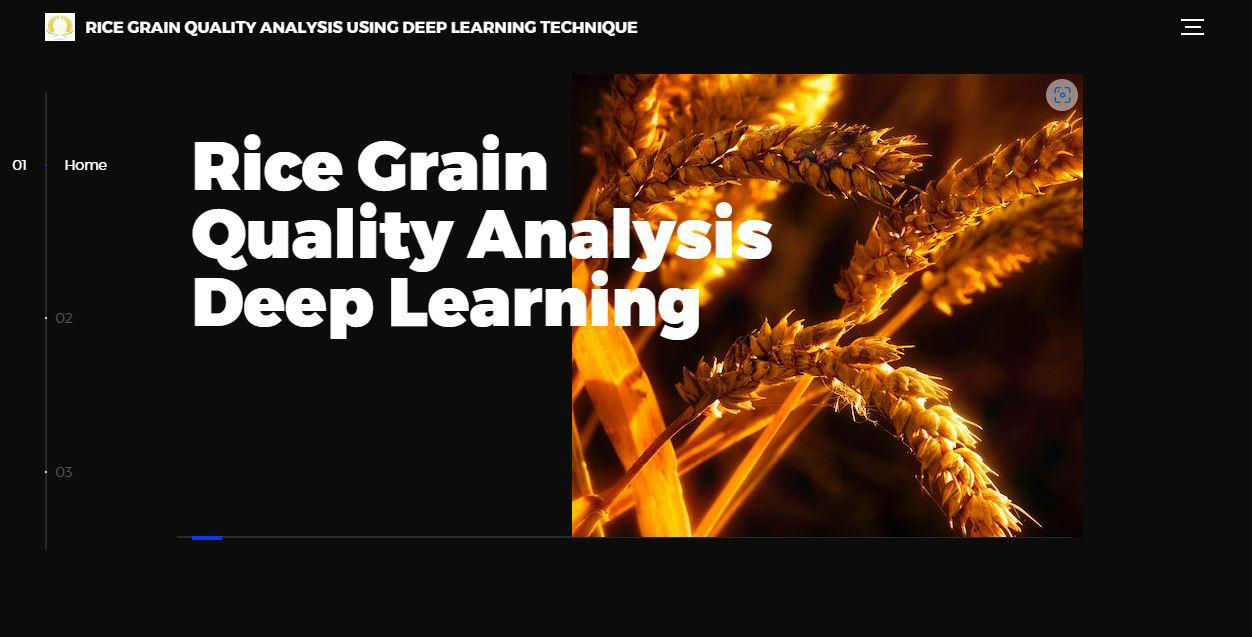 RICE GRAIN QUALITY ANALYSIS USING DEEP LEARNING TECHNIQUE
01 Home
Rice Grain
Quality Analysis
Deep Learning
02
03